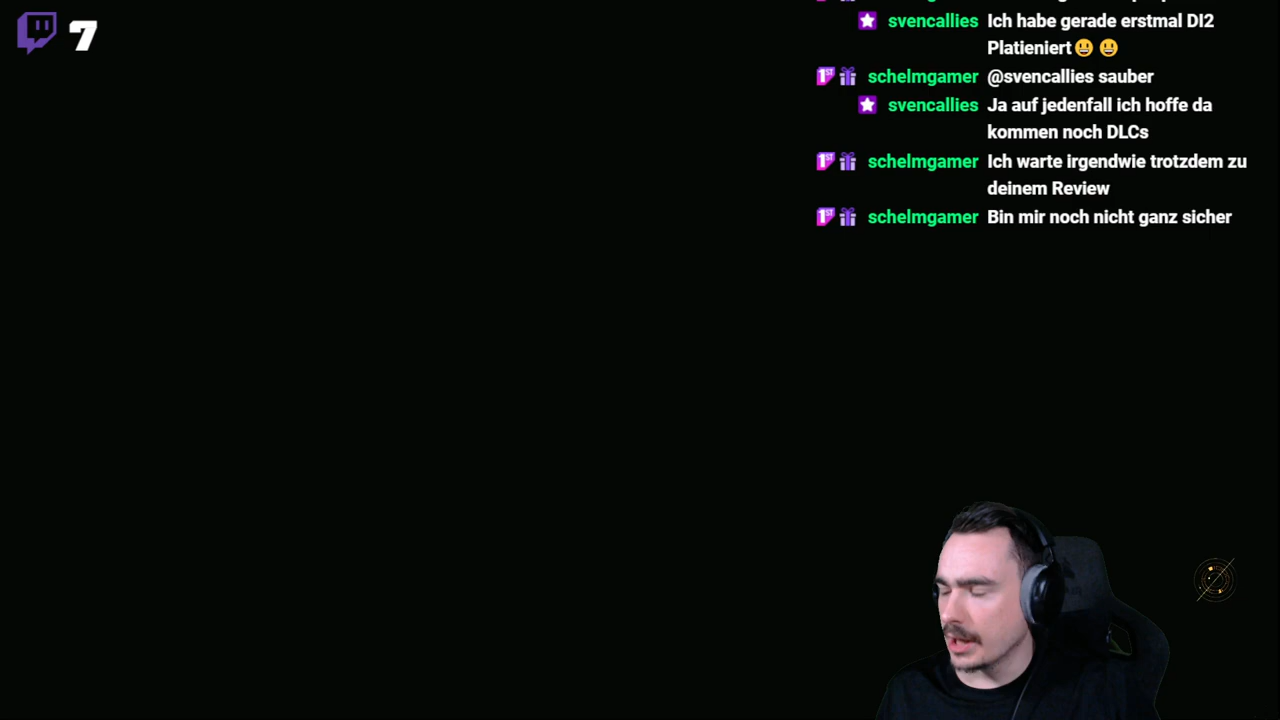 7
svencallies Ich habe gerade erstmal DI2
Platieniert😀 😀
schelmgamer @svencallies sauber
svencallies Ja auf jedenfall ich hoffe da
kommen noch DLCs
schelmgamer Ich warte irgendwie trotzdem zu
deinem Review
schelmgamer Bin mir noch nicht ganz sicher